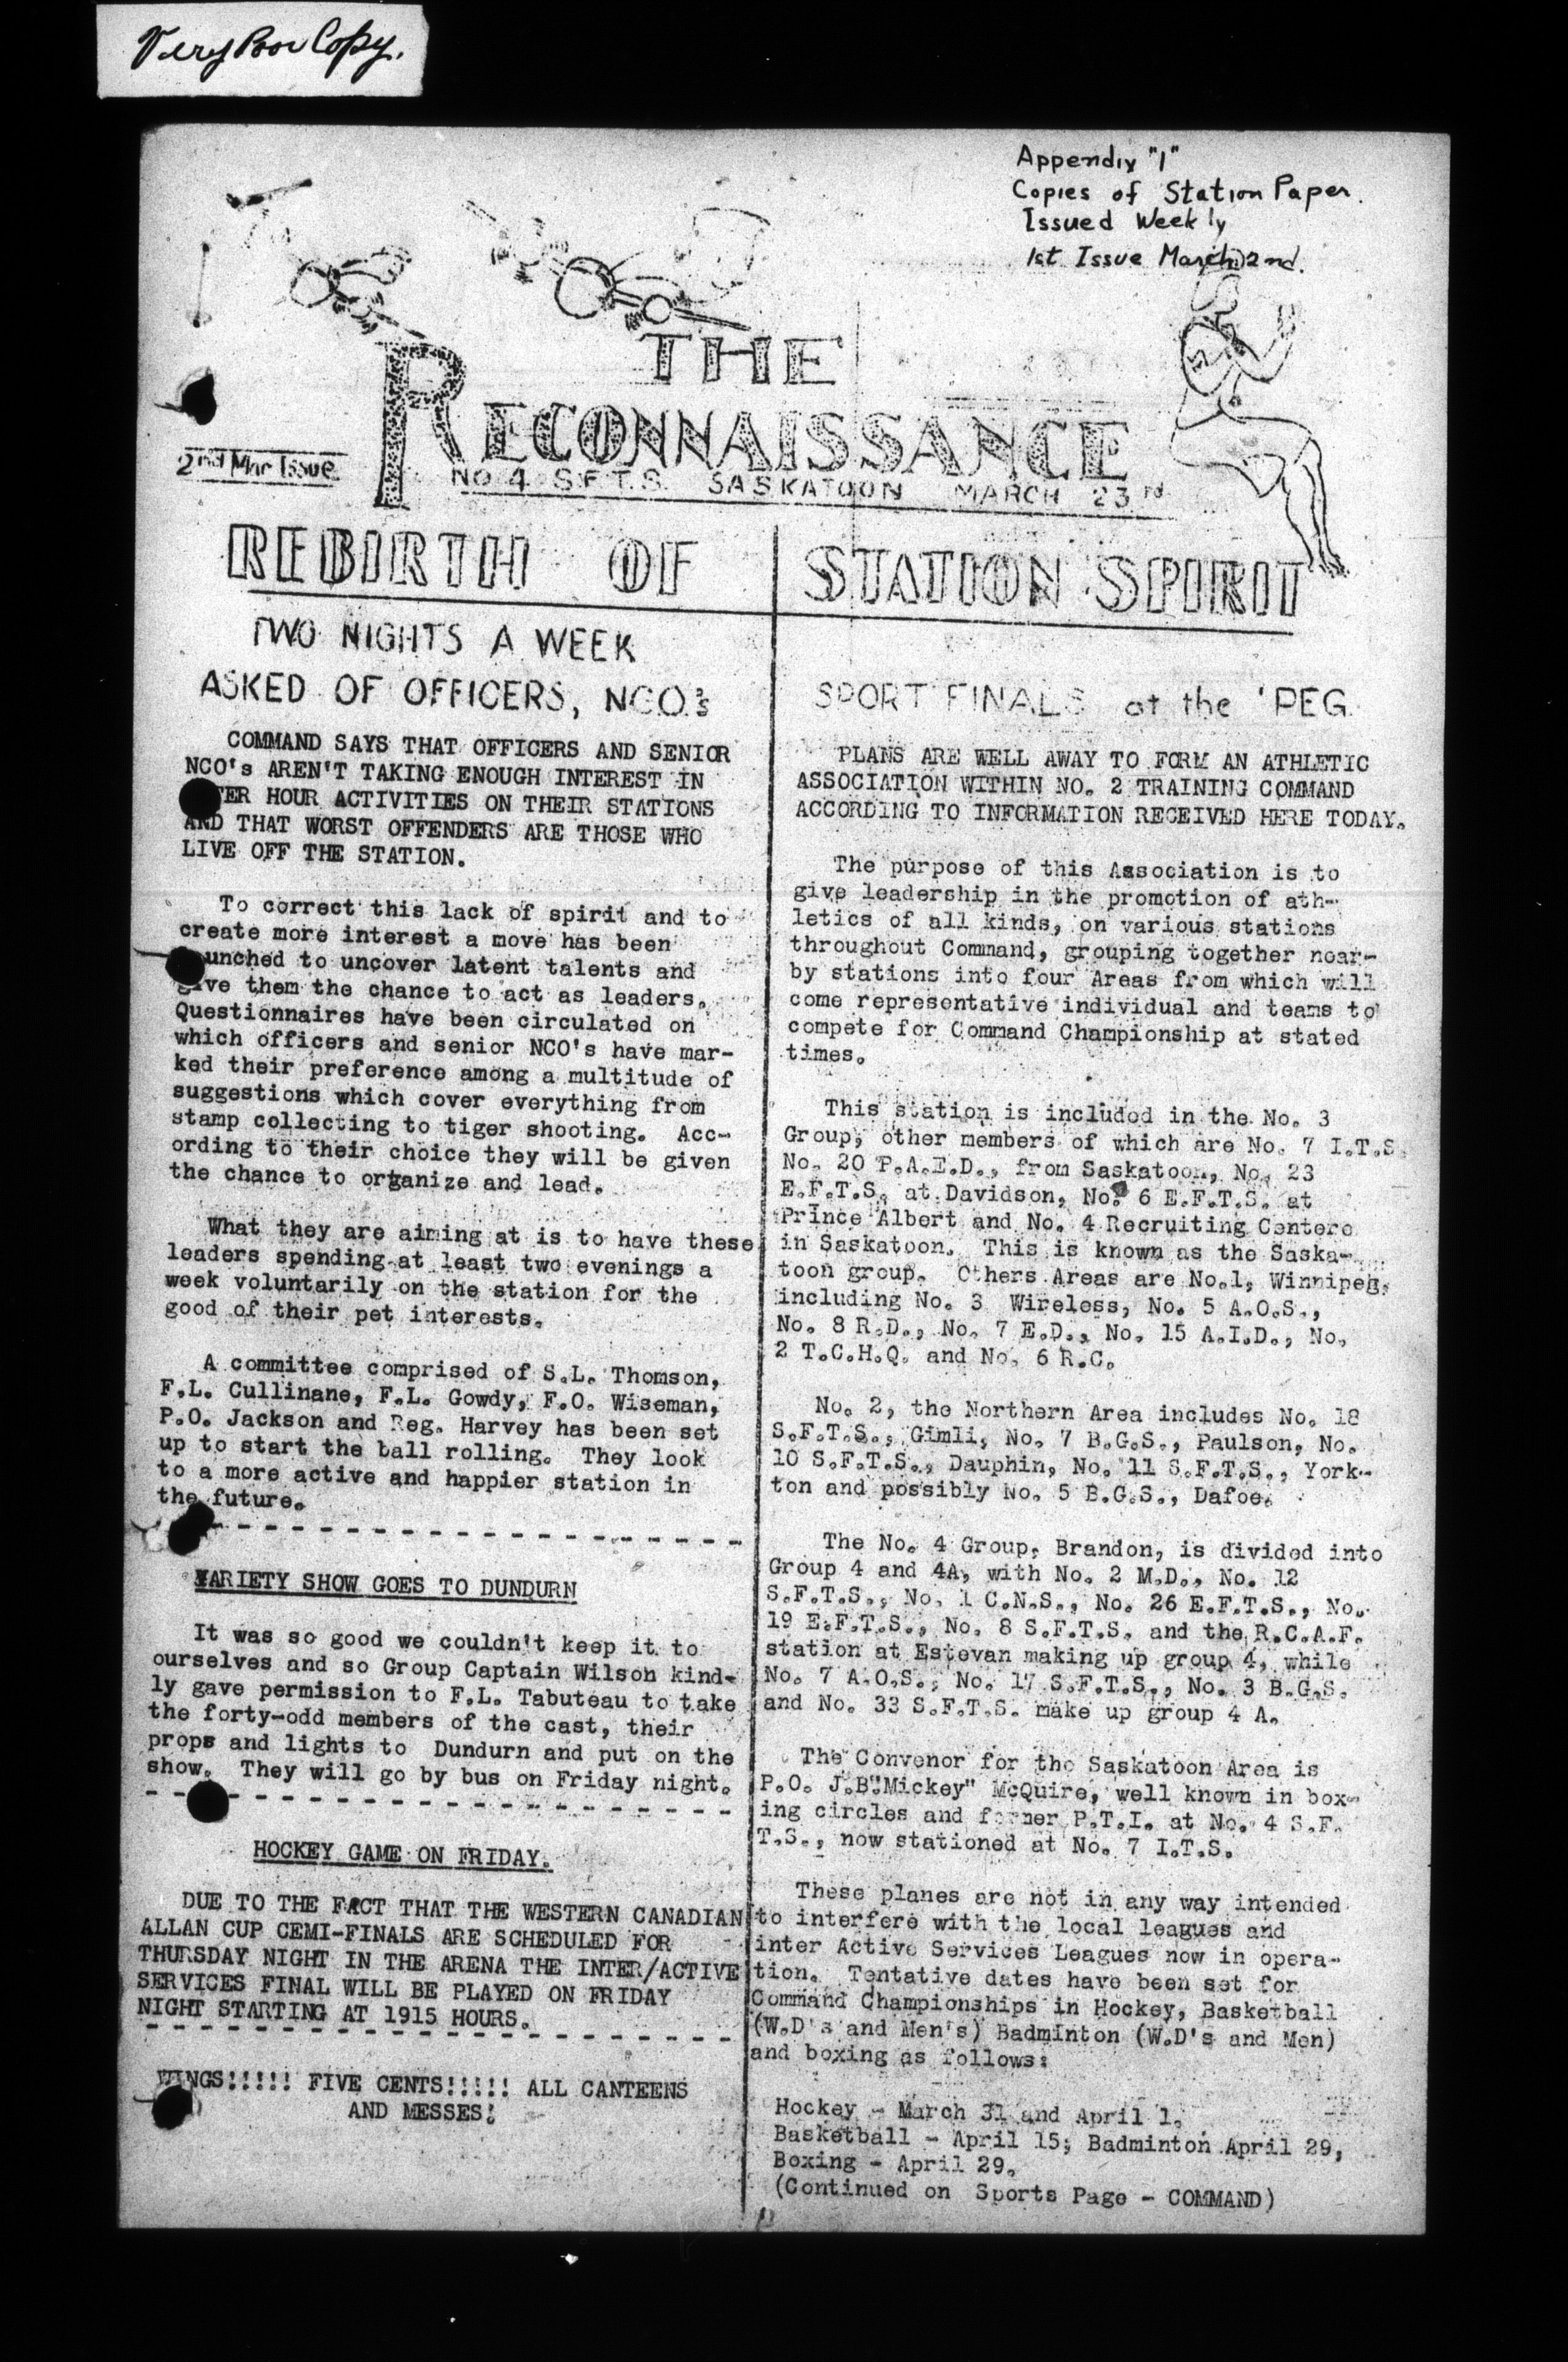 Very Poor Copy.
Appendix "1"
Copies of Station Paper.
Issued Weekly
1st Issue March 2nd.
THE
RECONNAISSANCE
2nd Mar Issue
NO 4 S.F.T.S. SASKATOON MARCH 23rd
REBIRTH OF STATION SPIRIT
TWO NIGHTS A WEEK
ASKED OF OFFICERS, N.C.O.'s
COMMAND SAYS THAT OFFICERS AND SENIOR
NCO's AREN'T TAKING ENOUGH INTEREST IN
TER HOUR ACTIVITIES ON THEIR STATIONS
AND THAT WORST OFFENDERS ARE THOSE WHO
LIVE OFF THE STATION.
To correct this lack of spirit and to
create more interest a move has been
unched to uncover latent talents and
give them the chance to act as leaders.
Questionnaires have been circulated on
which officers and senior NCO's have mar-
ked their preference among a multitude of
suggestions which cover everything from
stamp collecting to tiger shooting. Acc-
ording to their choice they will be given
the chance to organize and lead.
What they are aiming at is to have these
leaders spending at least two evenings a
week voluntarily on the station for the
good of their pet interests.
A committee comprised of S.L. Thomson,
F.L. Cullinane, F.L. Gowdy, F.O. Wiseman,
P.O. Jackson and Reg. Harvey has been set
up to start the ball rolling. They look
to a more active and happier station in
the future.
VARIETY SHOW GOES TO DUNDURN
It was so good we couldn't keep it to
ourselves and so Group Captain Wilson kind-
ly gave permission to F.L. Tabuteau to take
the forty-odd members of the cast, their
props and lights to Dundurn and put on the
show. They will go by bus on Friday night.
HOCKEY GAME ON FRIDAY.
DUE TO THE FACT THAT THE WESTERN CANADIAN
ALLAN CUP CEMI-FINALS ARE SCHEDULED FOR
THURSDAY NIGHT IN THE ARENA THE INTER/ACTIVE
SERVICES FINAL WILL BE PLAYED ON FRIDAY
NIGHT STARTING AT 1915 HOURS.
WINGS!!!!! FIVE CENTS!!!!! ALL CANTEENS
AND MESSES!
SPORT FINALS at the 'PEG.
PLANS ARE WELL AWAY TO FORM AN ATHLETIC
ASSOCIATION WITHIN NO. 2 TRAINING COMMAND
ACCORDING TO INFORMATION RECEIVED HERE TODAY.
The purpose of this Association is to
give leadership in the promotion of ath-
letics of all kinds, on various stations
throughout Command, grouping together near-
by stations into four Areas from which will
come representative individual and teams to
compete for Command Championship at stated
times.
This station is included in the No. 3
Group, other members of which are No. 7 I.T.S.
No. 20 P.A.E.D., from Saskatoon, No. 23
E.F.T.S. at Davidson, No. 6 E.F.T.S. at
Prince Albert and No. 4 Recruiting Centere
in Saskatoon. This is known as the Saska-
toon group. Others Areas are No.1, Winnipeg,
including No. 3 Wireless, No. 5 A.O.S.,
No. 8 R.D., No. 7 E.D., No. 15 A.I.D., No.
2 T.C.H.Q. and No. 6 R.C.
No. 2, the Northern Area includes No. 18
S.F.T.S., Gimli, No. 7 B.G.S., Paulson, No.
10 S.F.T.S., Dauphin, No. 11 S.F.T.S., York-
ton and possibly No. 5 B.G.S., Dafoe.
The No. 4 Group, Brandon, is divided into
Group 4 and 4A, with No. 2 M.D., No. 12
S.F.T.S., No. 1 C.N.S., No. 26 E.F.T.S., No.
19 E.F.T.S., No. 8 S.F.T.S. and the R.C.A.F.
station at Estevan making up group 4, while
No. 7 A.O.S., No. 17 S.F.T.S., No. 3 B.G.S.
and No. 33 S.F.T.S. make up group 4 A.
The Convenor for the Saskatoon Area is
P.O. J.B."Mickey" McQuire, well known in box-
ing circles and former P.T.I. at No. 4 S.F.
T.S., now stationed at No. 7 I.T.S.
These planes are not in any way intended
to interfere with the local leagues and
inter Active Services Leagues now in opera-
tion. Tentative dates have been set for
Command Championships in Hockey, Basketball
(W.D's and Men's) Badminton (W.D's and Men)
and boxing as follows:
Hockey - March 31 and April 1,
Basketball - April 15; Badminton April 29,
Boxing - April 29.
(Continued on Sports Page - COMMAND)